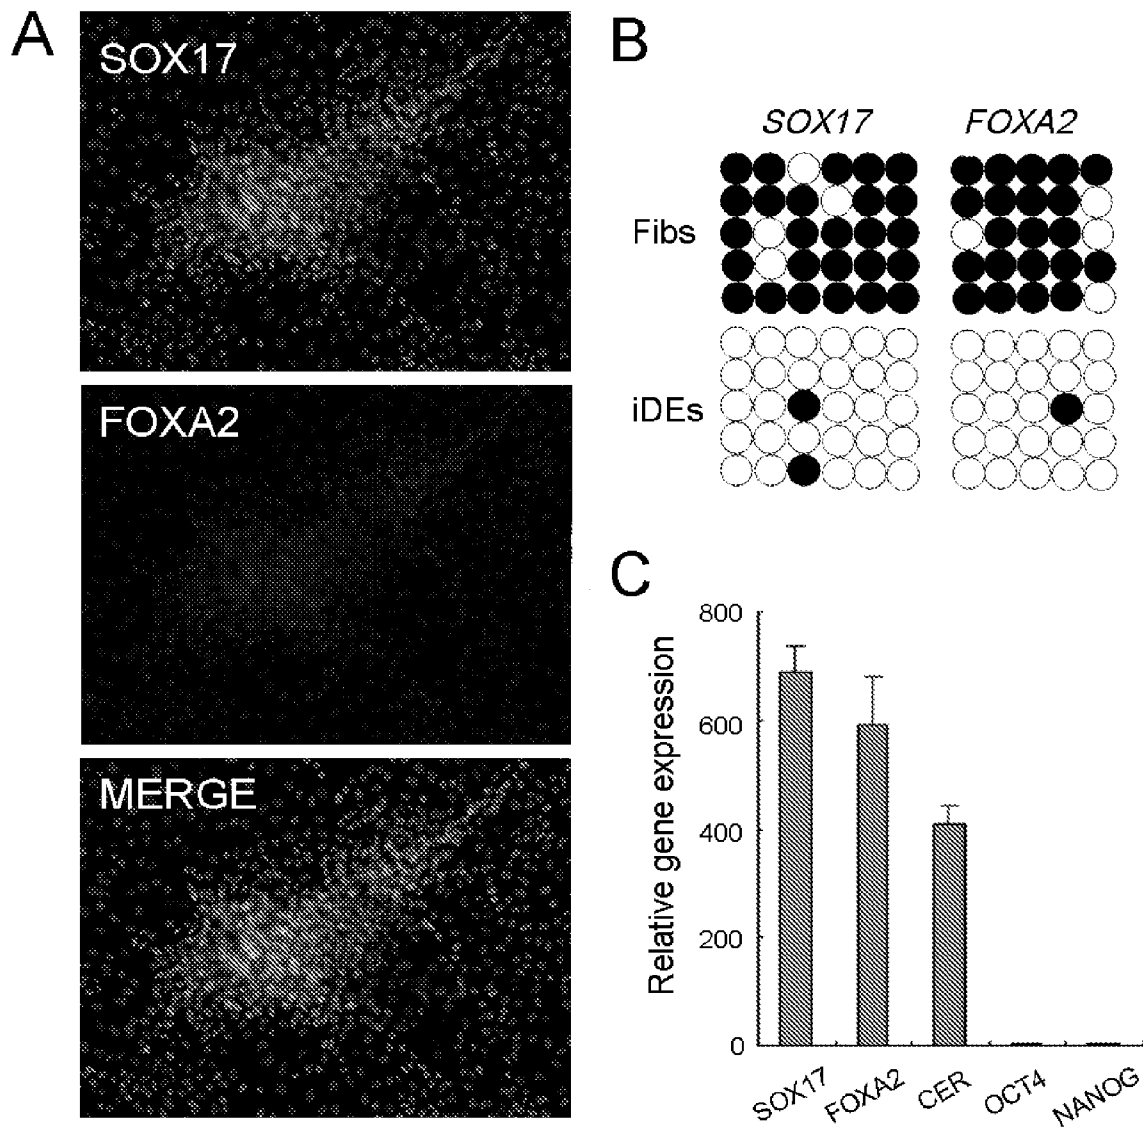 A
SOX17
FOXA2
MERGE
B
SOX17 FOXA2
Fibs
iDEs
C
Relative gene expression
800
600
400
200
0
SOX17 FOXA2 CER OCT4 NANOG